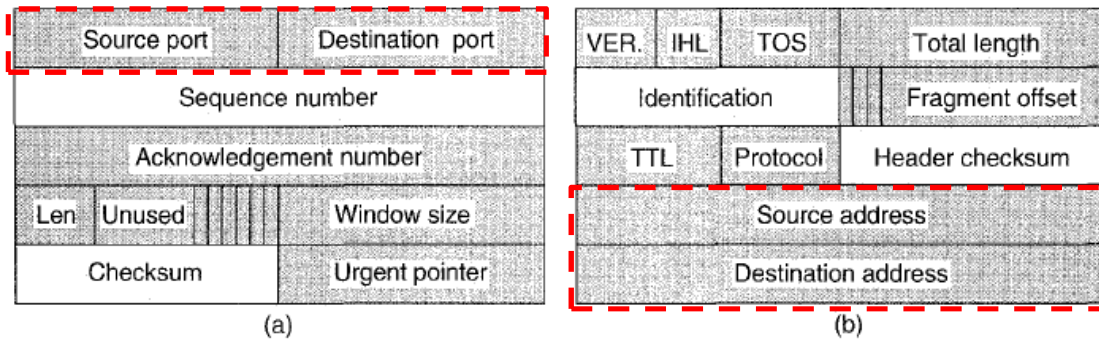 Source port Destination port
Sequence number
Acknowledgement number
Len Unused Window size
Checksum Urgent pointer
(a)
VER. IHL TOS Total length
Identification Fragment offset
TTL Protocol Header checksum
Source address
Destination address
(b)